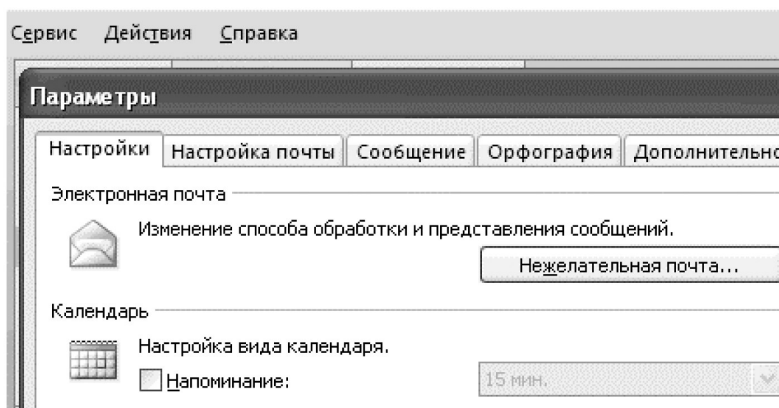 Сервис Действия Справка
Параметры
Настройки Настройка почты Сообщение Орфография Дополнительно
Электронная почта
Изменение способа обработки и представления сообщений.
Нежелательная почта...
Календарь
Настройка вида календаря.
Напоминание: 15 мин.